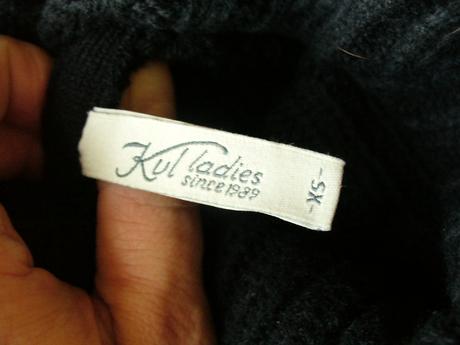 Kul ladies
since 1989
-XS-